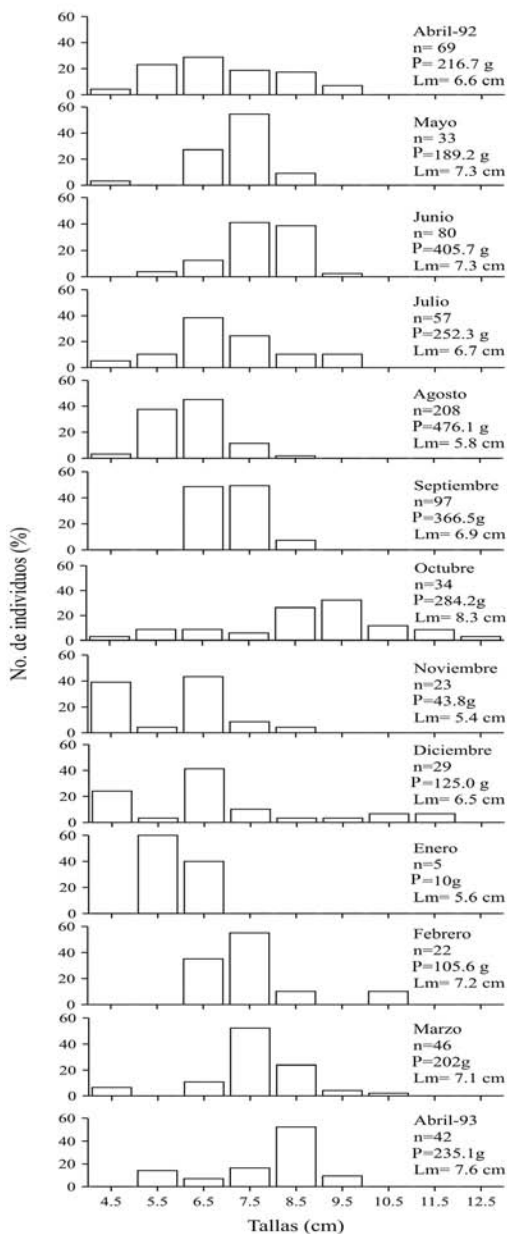 No. de individuos (%)
60
40
20
0
Abril-92
n= 69
P= 216.7 g
Lm= 6.6 cm
60
40
20
0
Mayo
n= 33
P=189.2 g
Lm= 7.3 cm
60
40
20
0
Junio
n= 80
P=405.7 g
Lm= 7.3 cm
60
40
20
0
Julio
n=57
P=252.3 g
Lm= 6.7 cm
60
40
20
0
Agosto
n=208
P=476.1 g
Lm= 5.8 cm
60
40
20
0
Septiembre
n=97
P=366.5g
Lm= 6.9 cm
60
40
20
0
Octubre
n=34
P=284.2g
Lm= 8.3 cm
60
40
20
0
Noviembre
n=23
P=43.8g
Lm= 5.4 cm
60
40
20
0
Diciembre
n=29
P=125.0 g
Lm= 6.5 cm
60
40
20
0
Enero
n=5
P=10g
Lm= 5.6 cm
60
40
20
0
Febrero
n=22
P=105.6 g
Lm= 7.2 cm
60
40
20
0
Marzo
n=46
P=202g
Lm= 7.1 cm
60
40
20
0
Abril-93
n=42
P=235.1g
Lm= 7.6 cm
4.5 5.5 6.5 7.5 8.5 9.5 10.5 11.5 12.5
Tallas (cm)